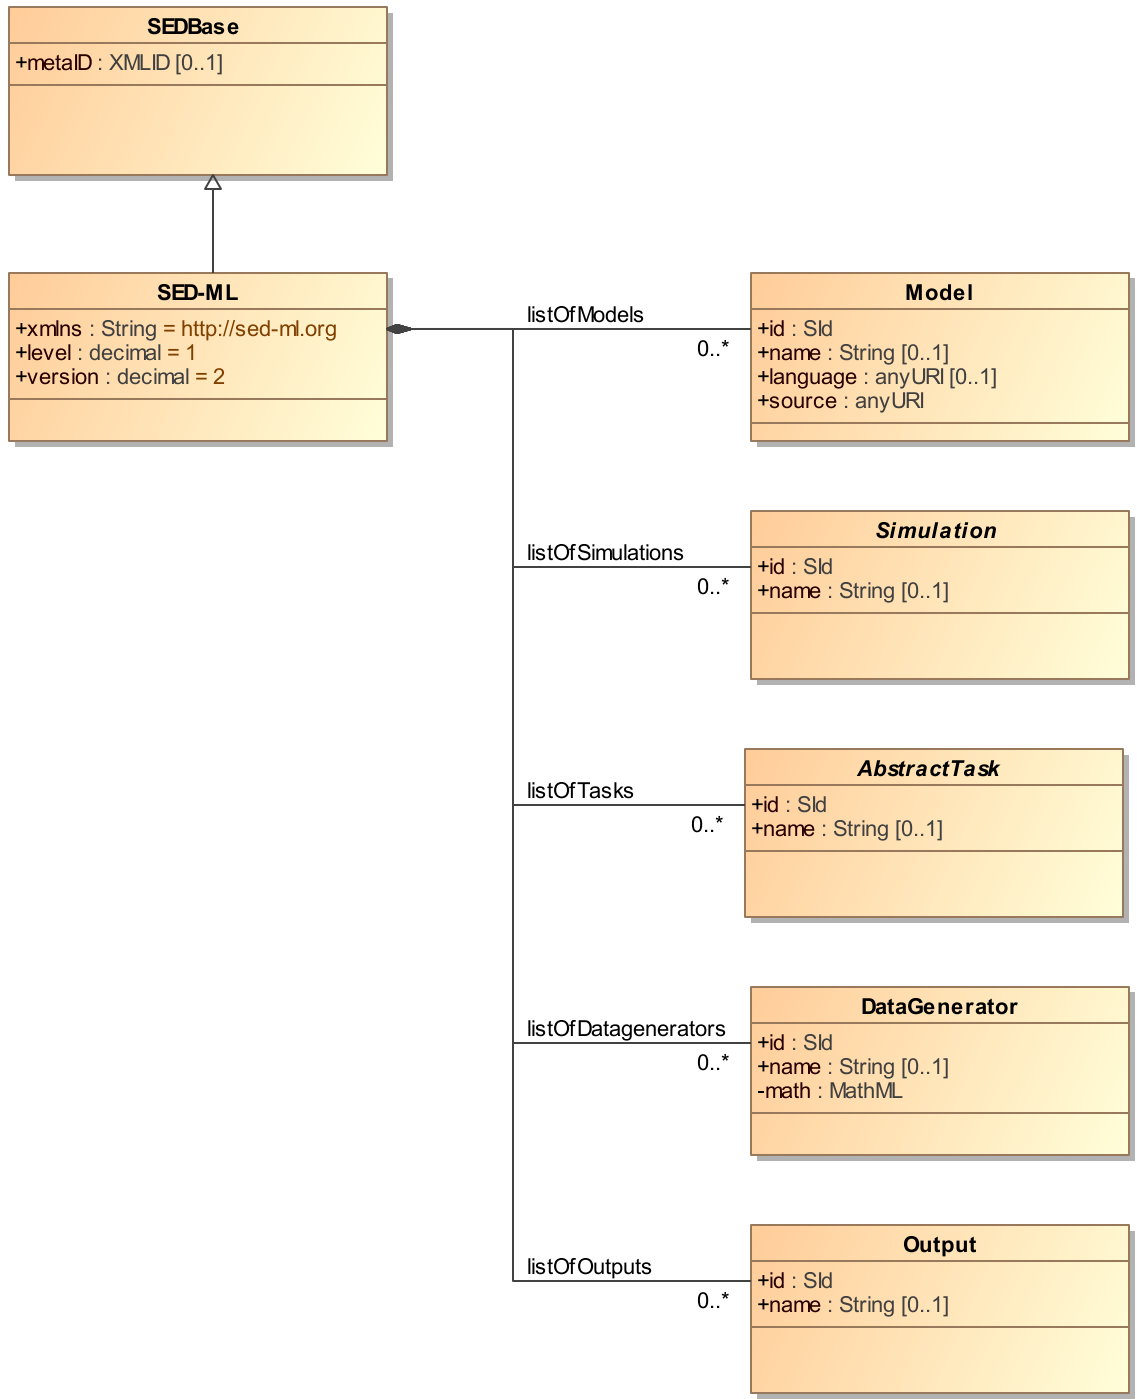 SEDBase
+metaID : XMLID [0..1]
SED-ML
+xmlns : String = http://sed-ml.org
+level : decimal = 1
+version : decimal = 2
listOfModels
0..*
Model
+id : SId
+name : String [0..1]
+language : anyURI [0..1]
+source : anyURI
listOfSimulations
0..*
Simulation
+id : SId
+name : String [0..1]
listOfTasks
0..*
AbstractTask
+id : SId
+name : String [0..1]
listOfDatagenerators
0..*
DataGenerator
+id : SId
+name : String [0..1]
-math : MathML
listOfOutputs
0..*
Output
+id : SId
+name : String [0..1]